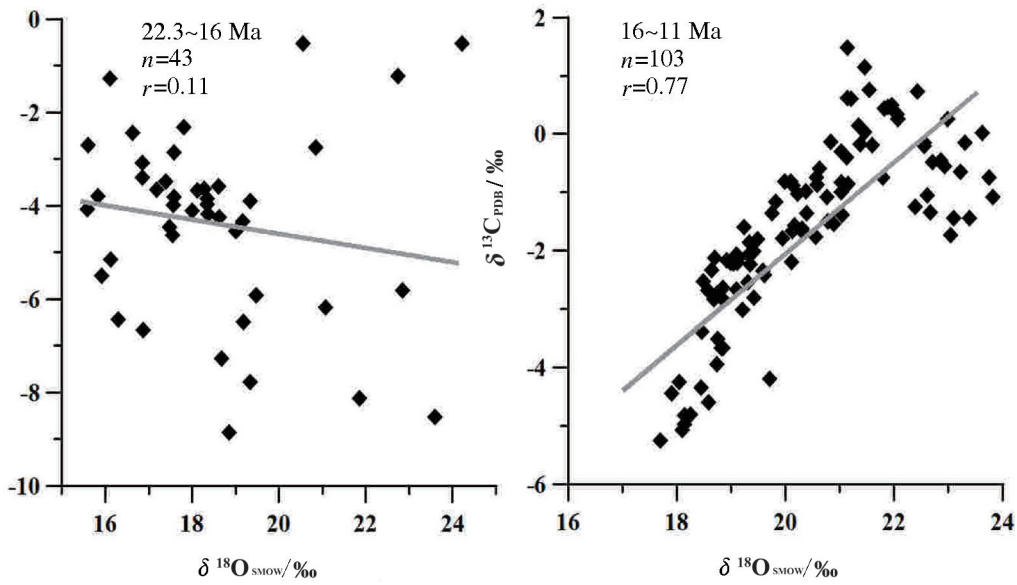 0
-2
-4
-6
-8
-10
16
18
20
22
24
22.3~16 Ma
n=43
r=0.11
δ ¹⁸O SMOW/‰
2
0
-2
-4
-6
16
18
20
22
24
16~11 Ma
n=103
r=0.77
δ ¹³C PDB/‰
δ ¹⁸O SMOW/‰